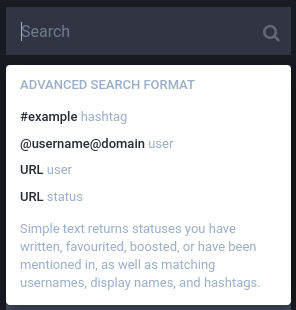 Search
ADVANCED SEARCH FORMAT
#example hashtag
@username@domain user
URL user
URL status
Simple text returns statuses you have
written, favourited, boosted, or have been
mentioned in, as well as matching
usernames, display names, and hashtags.